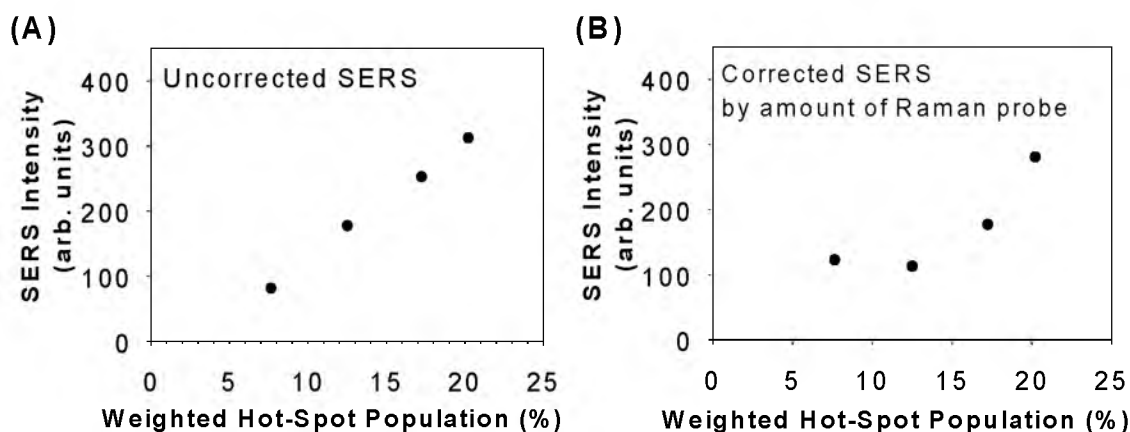 (A)
Uncorrected SERS
SERS Intensity
(arb. units)
400
300
200
100
0
0 5 10 15 20 25
Weighted Hot-Spot Population (%)
(B)
Corrected SERS
by amount of Raman probe
SERS Intensity
(arb. units)
400
300
200
100
0
0 5 10 15 20 25
Weighted Hot-Spot Population (%)